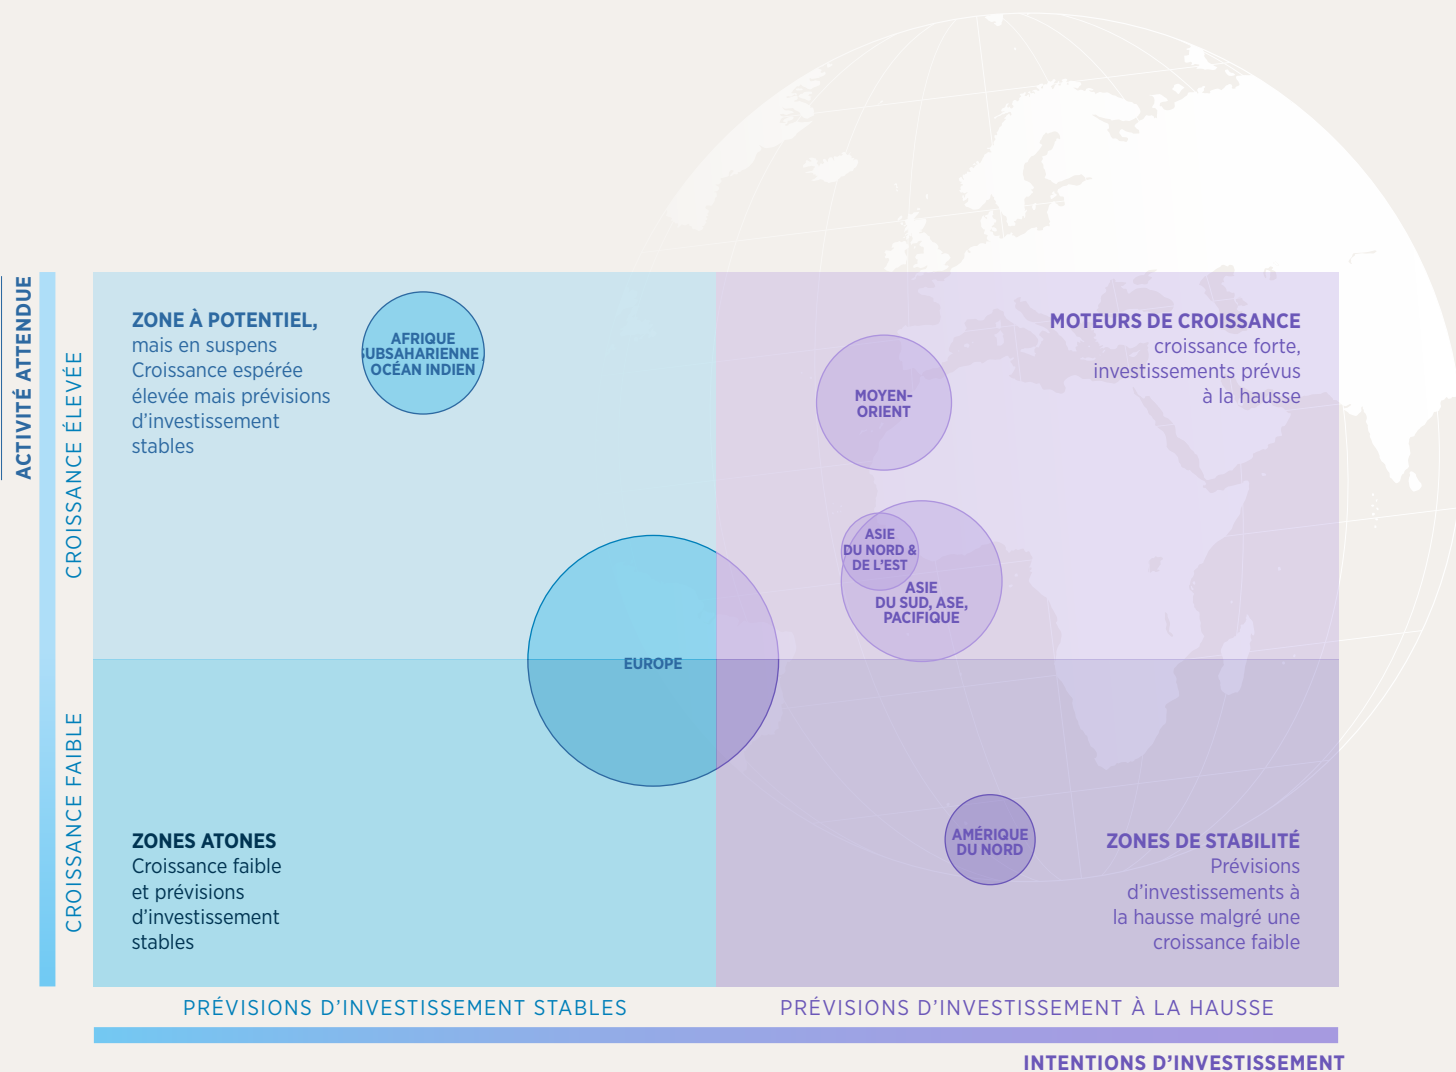 ACTIVITÉ ATTENDUE
CROISSANCE ÉLEVÉE
CROISSANCE FAIBLE
ZONE À POTENTIEL,
mais en suspens
Croissance espérée
élevée mais prévisions
d’investissement
stables
AFRIQUE
UBSAHARIENNE
OCÉAN INDIEN
MOTEURS DE CROISSANCE
croissance forte,
investissements prévus
à la hausse
MOYEN-
ORIENT
ASIE
DU NORD &
DE L’EST
ASIE
DU SUD, ASE,
PACIFIQUE
EUROPE
ZONES ATONES
Croissance faible
et prévisions
d’investissement
stables
AMÉRIQUE
DU NORD
ZONES DE STABILITÉ
Prévisions
d’investissements à
la hausse malgré une
croissance faible
PRÉVISIONS D’INVESTISSEMENT STABLES
PRÉVISIONS D’INVESTISSEMENT À LA HAUSSE
INTENTIONS D’INVESTISSEMENT